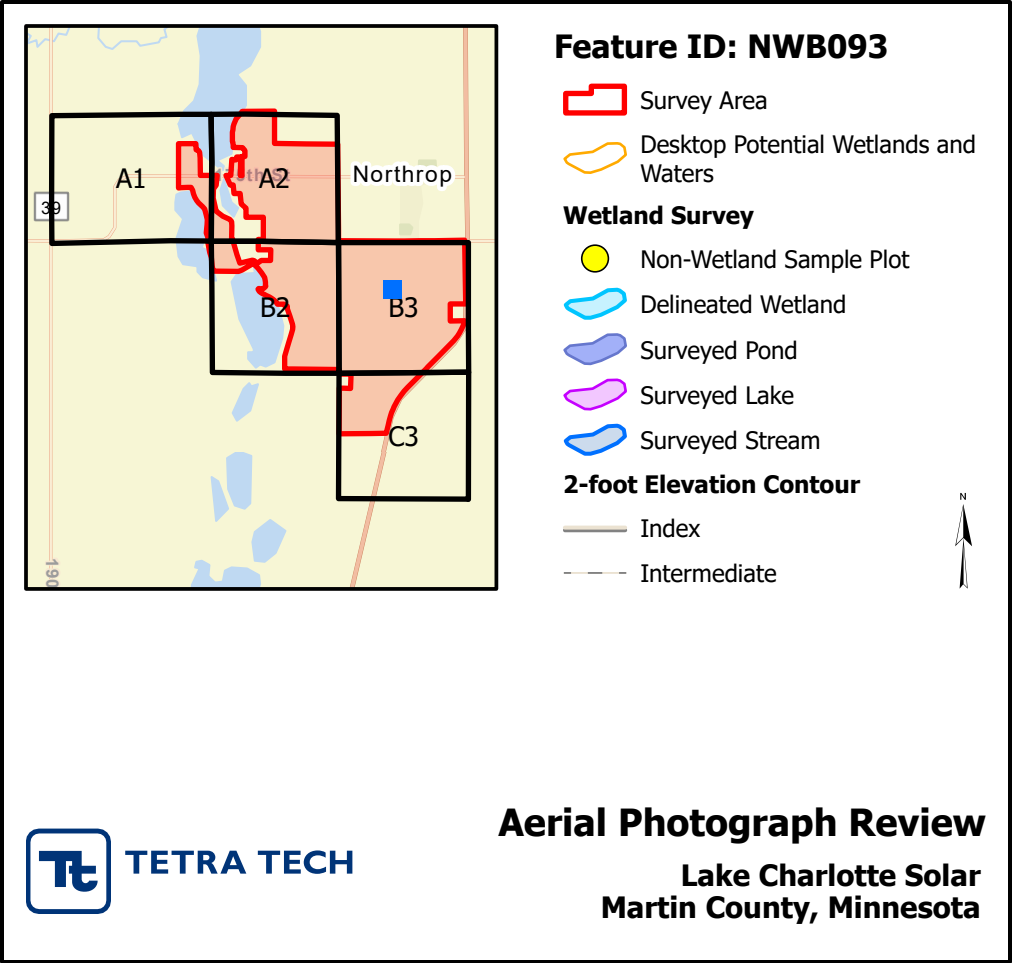 Feature ID: NWB093
Survey Area
Desktop Potential Wetlands and
Waters
Wetland Survey
Non-Wetland Sample Plot
Delineated Wetland
Surveyed Pond
Surveyed Lake
Surveyed Stream
2-foot Elevation Contour
Index
Intermediate
N
A1
A2
Northrop
39
B2
B3
C3
190
Aerial Photograph Review
Lake Charlotte Solar
Martin County, Minnesota
Tt
TETRA TECH